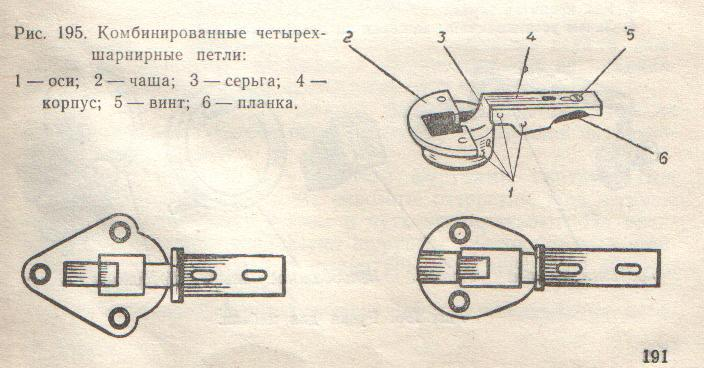 Рис. 195. Комбинированные четырех-
шарнирные петли:
1 — оси; 2 — чаша; 3 — серьга; 4 —
корпус; 5 — винт; 6 — планка.
2
3
4
5
6
1
191